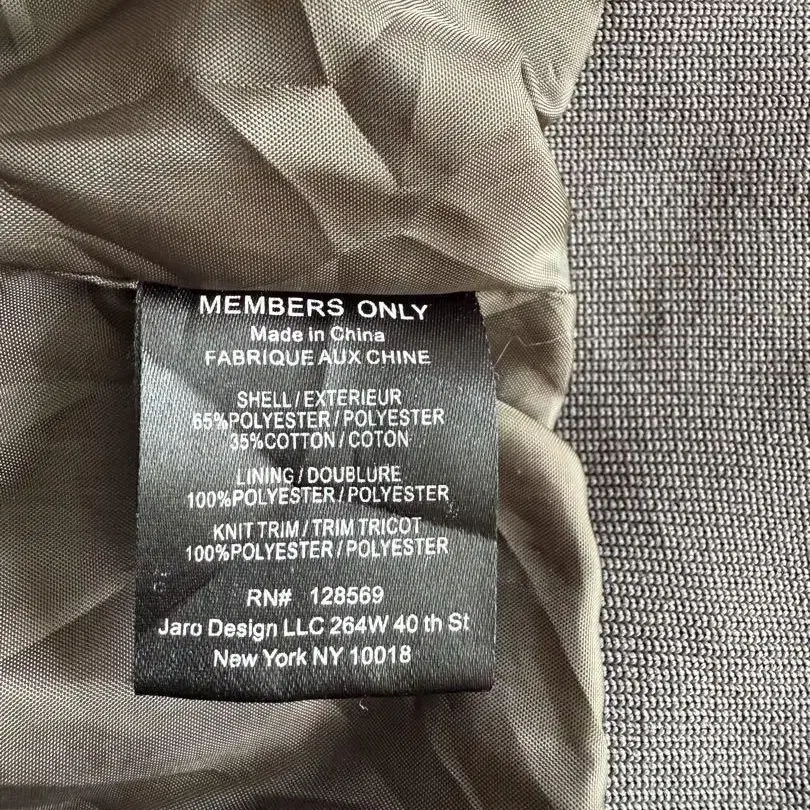 MEMBERS ONLY
Made in China
FABRIQUE AUX CHINE
SHELL/EXTERIEUR
65%POLYESTER/POLYESTER
35%COTTON/COTON
LINING/DOUBLURE
100%POLYESTER/POLYESTER
KNIT TRIM/TRIM TRICOT
100%POLYESTER/POLYESTER
RN# 128569
Jaro Design LLC 264W 40 th St
New York NY 10018